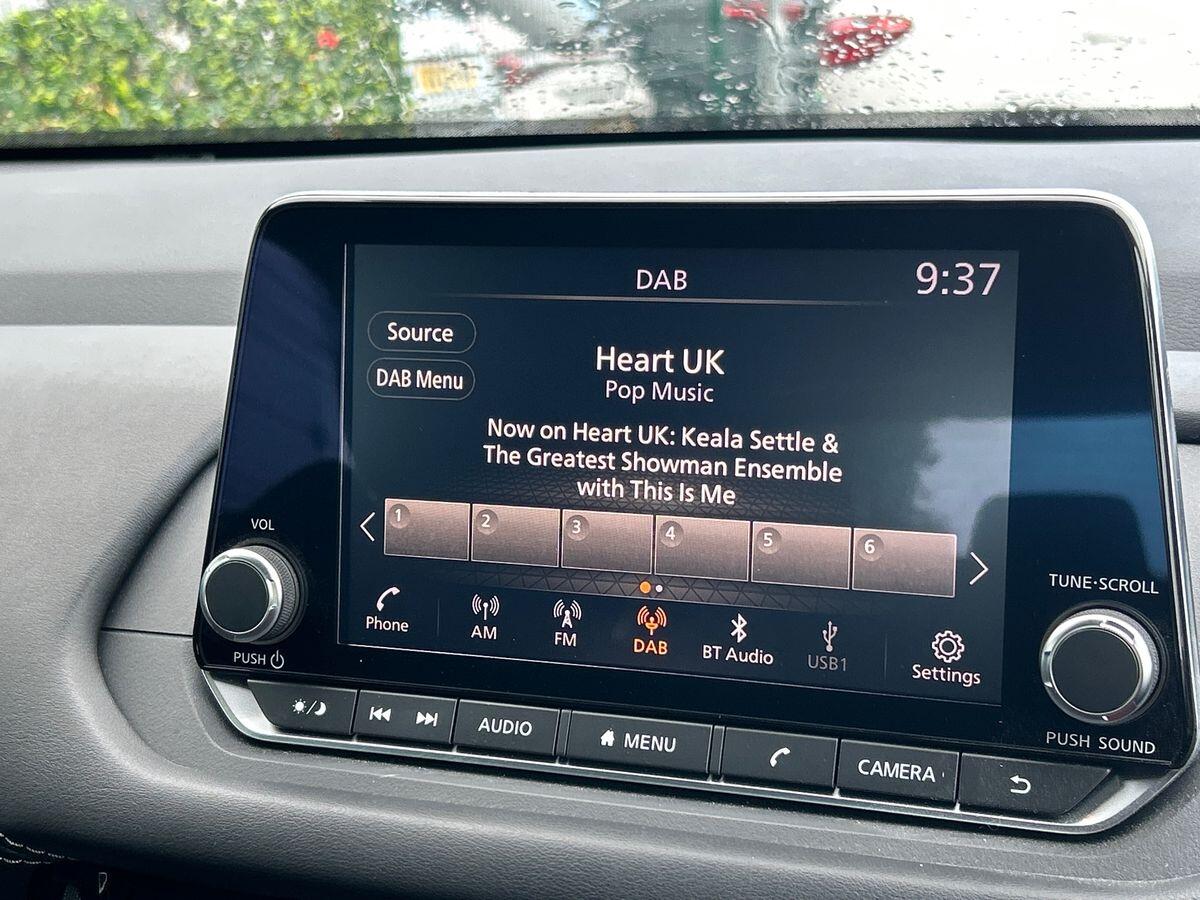 DAB
9:37
Source
DAB Menu
Heart UK
Pop Music
Now on Heart UK: Keala Settle &
The Greatest Showman Ensemble
with This Is Me
1 2 3 4 5 6
Phone
AM
FM
DAB
BT Audio
USB1
Settings
VOL
PUSH
TUNE·SCROLL
PUSH SOUND
AUDIO
MENU
CAMERA